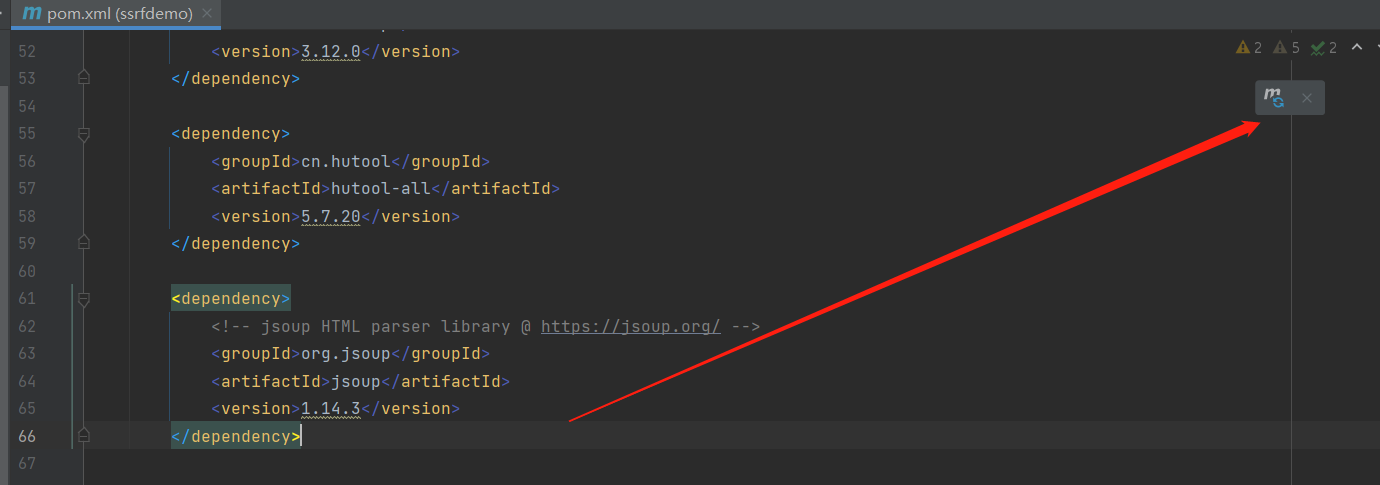 pom.xml (ssrfdemo)
2 5 2
52 <version>3.12.0</version>
53 </dependency>
54
55 <dependency>
56 <groupId>cn.hutool</groupId>
57 <artifactId>hutool-all</artifactId>
58 <version>5.7.20</version>
59 </dependency>
60
61 <dependency>
62 <!-- jsoup HTML parser library @ https://jsoup.org/ -->
63 <groupId>org.jsoup</groupId>
64 <artifactId>jsoup</artifactId>
65 <version>1.14.3</version>
66 </dependency>
67